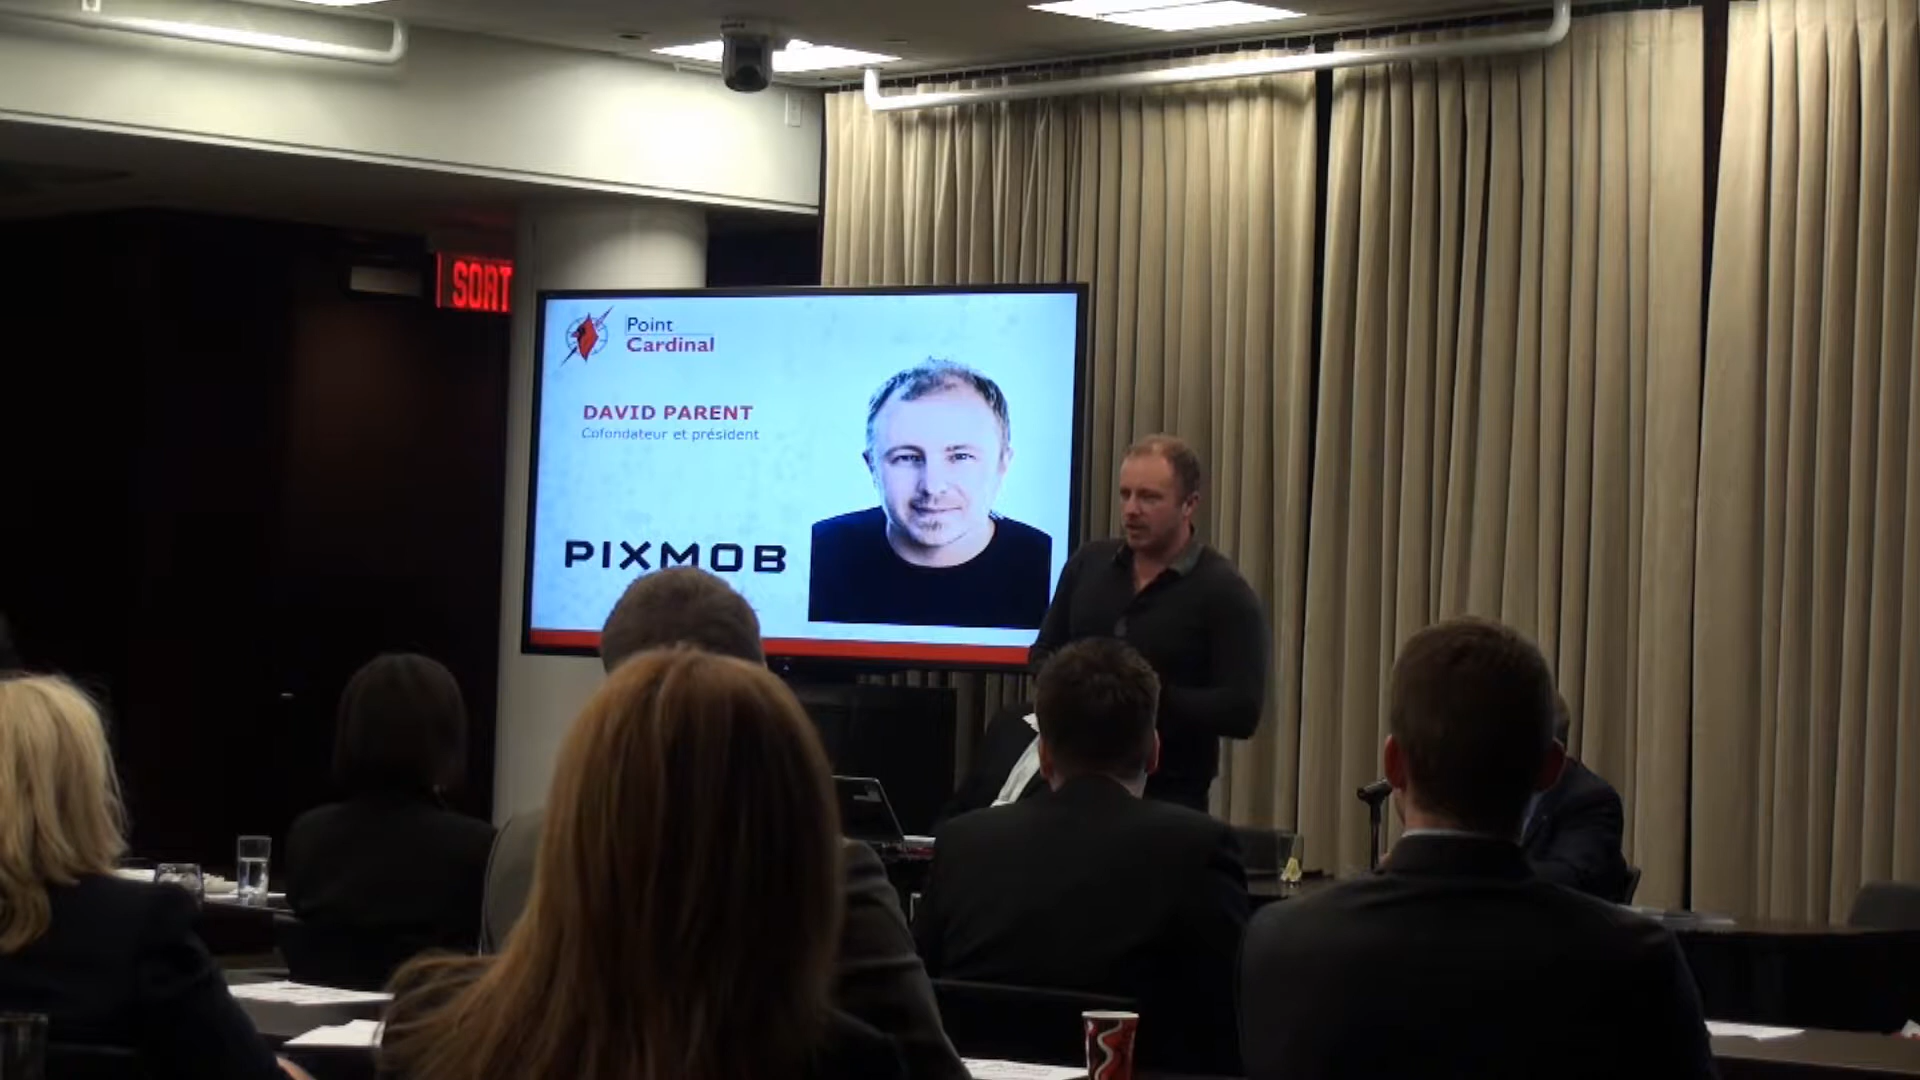 SORT
Point
Cardinal
DAVID PARENT
Cofondateur et président
PIXMOB